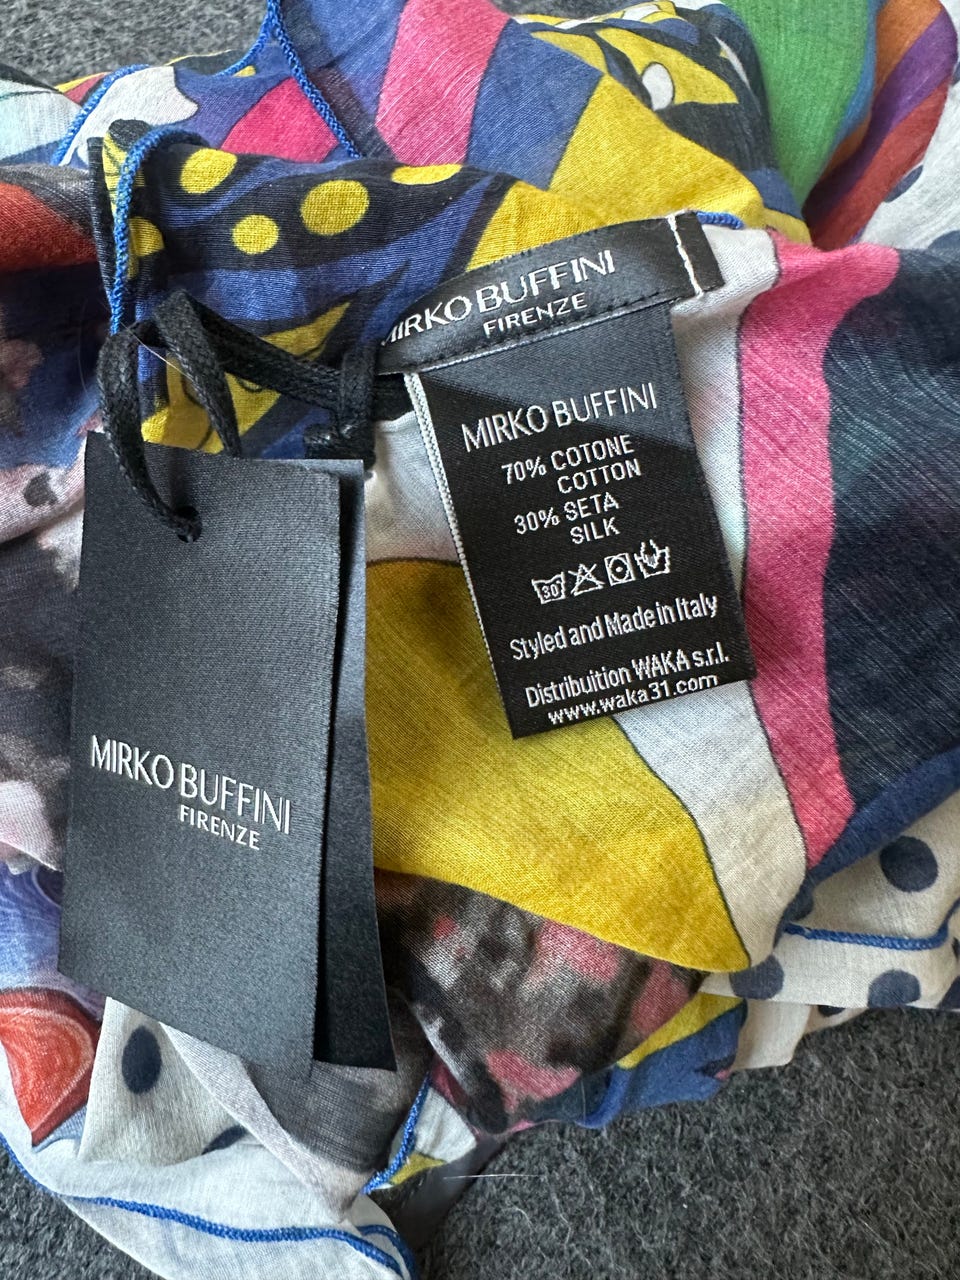 MIRKO BUFFINI
FIRENZE
MIRKO BUFFINI
70% COTONE
COTTON
30% SETA
SILK
30°
Styled and Made in Italy
Distribuition WAKA s.r.l.
www.waka31.com
MIRKO BUFFINI
FIRENZE